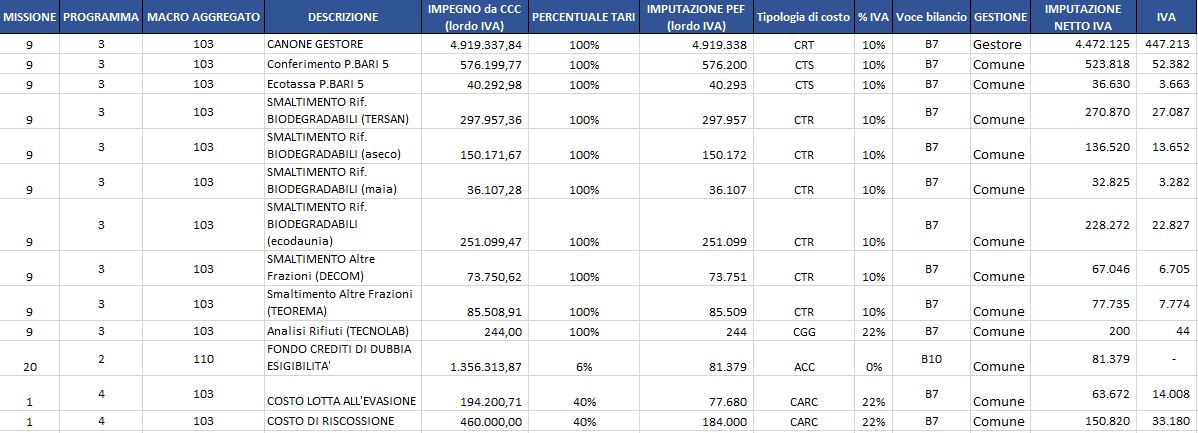 MISSIONE PROGRAMMA MACRO AGGREGATO DESCRIZIONE IMPEGNO da CCC (lordo IVA) PERCENTUALE TARI IMPUTAZIONE PEF (lordo IVA) Tipologia di costo % IVA Voce bilancio GESTIONE IMPUTAZIONE NETTO IVA IVA
9 3 103 CANONE GESTORE 4.919.337,84 100% 4.919.338 CRT 10% B7 Gestore 4.472.125 447.213
9 3 103 Conferimento P.BARI 5 576.199,77 100% 576.200 CTS 10% B7 Comune 523.818 52.382
9 3 103 Ecotassa P.BARI 5 40.292,98 100% 40.293 CTS 10% B7 Comune 36.630 3.663
9 3 103 SMALTIMENTO Rif. BIODEGRADABILI (TERSAN) 297.957,36 100% 297.957 CTR 10% B7 Comune 270.870 27.087
9 3 103 SMALTIMENTO Rif. BIODEGRADABILI (aseco) 150.171,67 100% 150.172 CTR 10% B7 Comune 136.520 13.652
9 3 103 SMALTIMENTO Rif. BIODEGRADABILI (maia) 36.107,28 100% 36.107 CTR 10% B7 Comune 32.825 3.282
9 3 103 SMALTIMENTO Rif. BIODEGRADABILI (ecodaunia) 251.099,47 100% 251.099 CTR 10% B7 Comune 228.272 22.827
9 3 103 SMALTIMENTO Altre Frazioni (DECOM) 73.750,62 100% 73.751 CTR 10% B7 Comune 67.046 6.705
9 3 103 Smaltimento Altre Frazioni (TEOREMA) 85.508,91 100% 85.509 CTR 10% B7 Comune 77.735 7.774
9 3 103 Analisi Rifiuti (TECNOLAB) 244,00 100% 244 CGG 22% B7 Comune 200 44
20 2 110 FONDO CREDITI DI DUBBIA ESIGIBILITA' 1.356.313,87 6% 81.379 ACC 0% B10 Comune 81.379 -
1 4 103 COSTO LOTTA ALL'EVASIONE 194.200,71 40% 77.680 CARC 22% B7 Comune 63.672 14.008
1 4 103 COSTO DI RISCOSSIONE 460.000,00 40% 184.000 CARC 22% B7 Comune 150.820 33.180